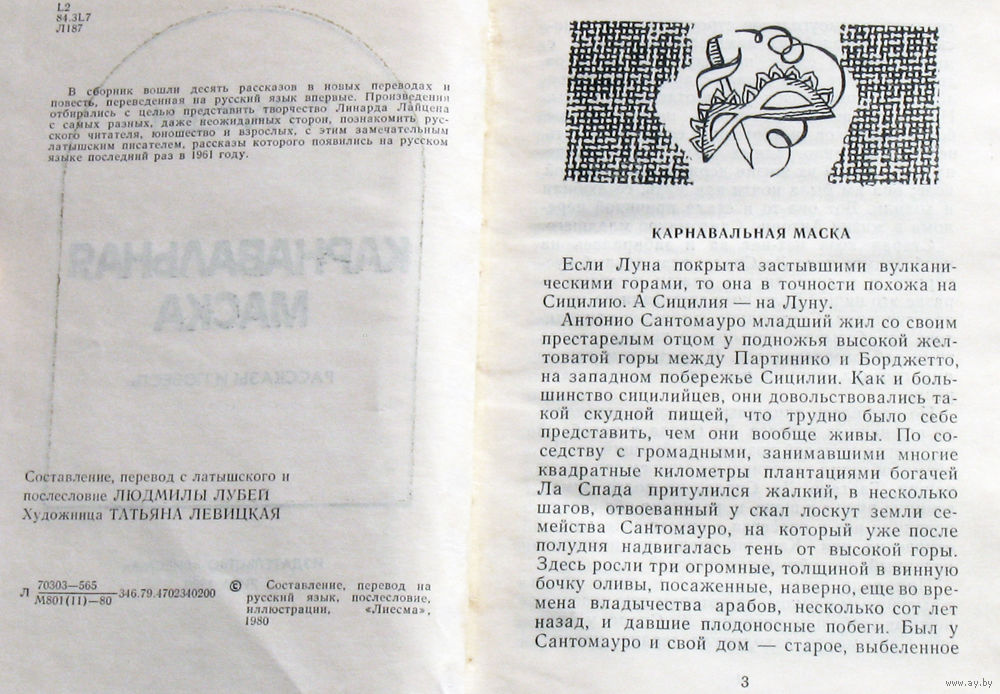 L2
84.3L7
Л187
В сборник вошли десять рассказов в новых переводах и
повесть, переведенная на русский язык впервые. Произведения
отбирались с целью представить творчество Линарда Лайцена
с самых разных, даже неожиданных сторон, познакомить рус-
ского читателя, юношество и взрослых, с этим замечательным
латышским писателем, рассказы которого появились на русском
языке последний раз в 1961 году.
КАРНАВАЛЬНАЯ
МАСКА
РАССКАЗЫ И ПОВЕСТЬ
Составление, перевод с латышского и
послесловие ЛЮДМИЛЫ ЛУБЕЙ
Художница ТАТЬЯНА ЛЕВИЦКАЯ
Л 70303—565
М801(11)—80 —346.79.4702340200
© Составление, перевод на
русский язык, послесловие,
иллюстрации, «Лиесма»,
1980
КАРНАВАЛЬНАЯ МАСКА
Если Луна покрыта застывшими вулкани-
ческими горами, то она в точности похожа на
Сицилию. А Сицилия — на Луну.
Антонио Сантомауро младший жил со своим
престарелым отцом у подножья высокой жел-
товатой горы между Партинико и Борджетто,
на западном побережье Сицилии. Как и боль-
шинство сицилийцев, они довольствовались та-
кой скудной пищей, что трудно было себе
представить, чем они вообще живы. По со-
седству с громадными, занимавшими многие
квадратные километры плантациями богачей
Ла Спада притулился жалкий, в несколько
шагов, отвоеванный у скал лоскут земли се-
мейства Сантомауро, на который уже после
полудня надвигалась тень от высокой горы.
Здесь росли три огромные, толщиной в винную
бочку оливы, посаженные, наверно, еще во вре-
мена владычества арабов, несколько сот лет
назад, и давшие плодоносные побеги. Был у
Сантомауро и свой дом — старое, выбеленное
3
www.ay.by